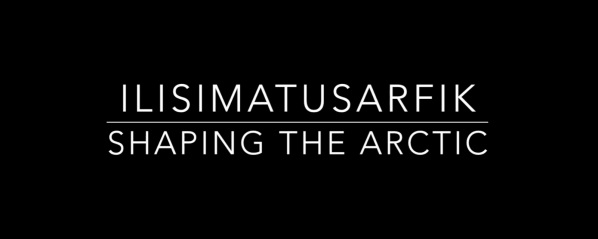 ILISIMATUSARFIK
SHAPING THE ARCTIC